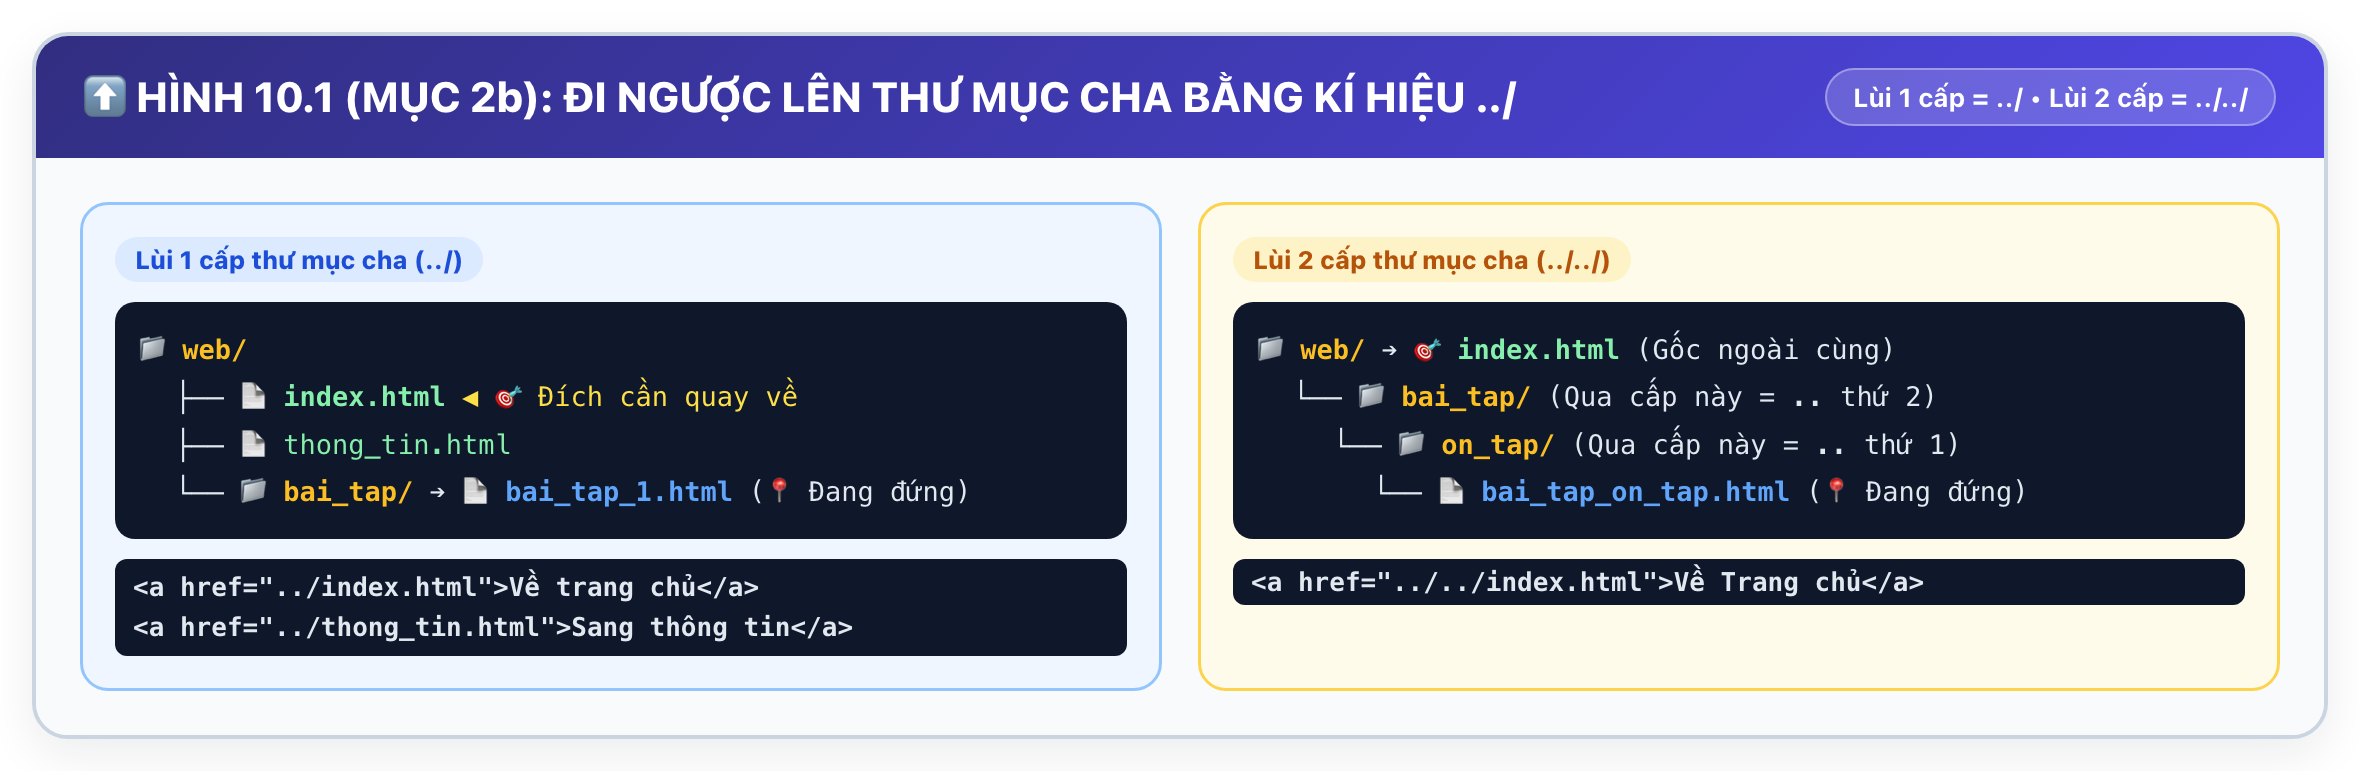 HÌNH 10.1 (MỤC 2b): ĐI NGƯỢC LÊN THƯ MỤC CHA BẰNG KÍ HIỆU ../
Lùi 1 cấp = ../ • Lùi 2 cấp = ../../
Lùi 1 cấp thư mục cha (../)
web/
├── index.html ◀ Đích cần quay về
├── thong_tin.html
└── bai_tap/ → bai_tap_1.html (📍 Đang đứng)
<a href="../index.html">Về trang chủ</a>
<a href="../thong_tin.html">Sang thông tin</a>
Lùi 2 cấp thư mục cha (../../)
web/ → index.html (Gốc ngoài cùng)
└── bai_tap/ (Qua cấp này = .. thứ 2)
└── on_tap/ (Qua cấp này = .. thứ 1)
└── bai_tap_on_tap.html (📍 Đang đứng)
<a href="../../index.html">Về Trang chủ</a>